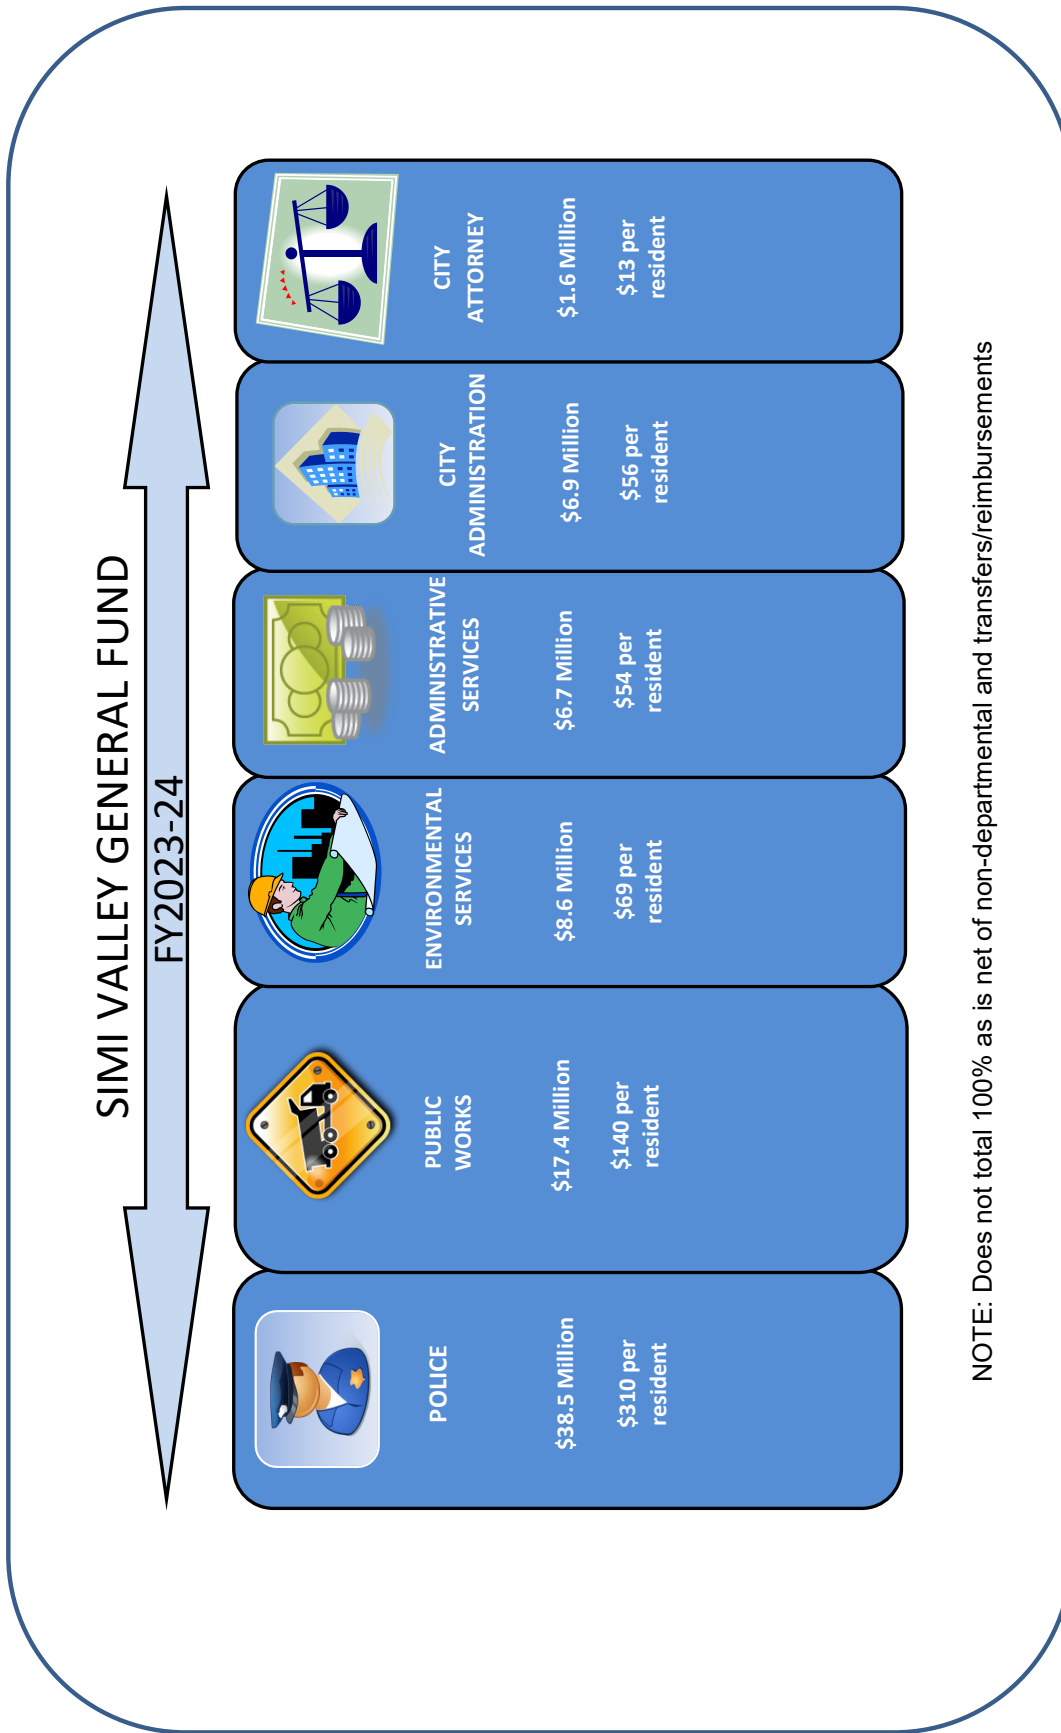 SIMI VALLEY GENERAL FUND
FY2023-24
POLICE
$38.5 Million
$310 per
resident
PUBLIC
WORKS
$17.4 Million
$140 per
resident
ENVIRONMENTAL
SERVICES
$8.6 Million
$69 per
resident
ADMINISTRATIVE
SERVICES
$6.7 Million
$54 per
resident
CITY
ADMINISTRATION
$6.9 Million
$56 per
resident
CITY
ATTORNEY
$1.6 Million
$13 per
resident
NOTE: Does not total 100% as is net of non-departmental and transfers/reimbursements